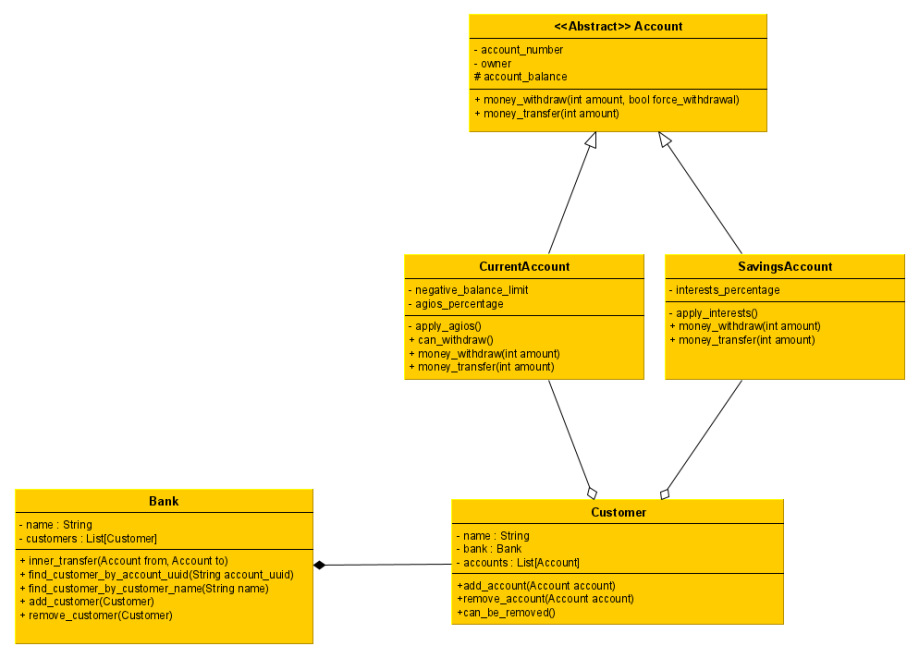 <<Abstract>> Account
- account_number
- owner
# account_balance
+ money_withdraw(int amount, bool force_withdrawal)
+ money_transfer(int amount)
CurrentAccount
- negative_balance_limit
- agios_percentage
- apply_agios()
+ can_withdraw()
+ money_withdraw(int amount)
+ money_transfer(int amount)
SavingsAccount
- interests_percentage
- apply_interests()
+ money_withdraw(int amount)
+ money_transfer(int amount)
Bank
- name : String
- customers : List[Customer]
+ inner_transfer(Account from, Account to)
+ find_customer_by_account_uuid(String account_uuid)
+ find_customer_by_customer_name(String name)
+ add_customer(Customer)
+ remove_customer(Customer)
Customer
- name : String
- bank : Bank
- accounts : List[Account]
+add_account(Account account)
+remove_account(Account account)
+can_be_removed()